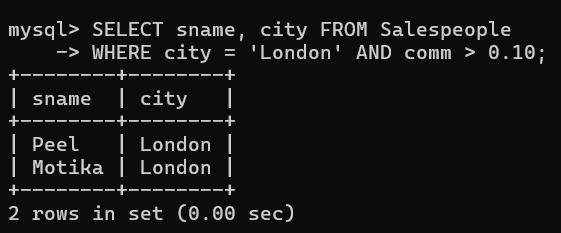 mysql> SELECT sname, city FROM Salespeople
    -> WHERE city = 'London' AND comm > 0.10;
+--------+--------+
| sname  | city   |
+--------+--------+
| Peel   | London |
| Motika | London |
+--------+--------+
2 rows in set (0.00 sec)